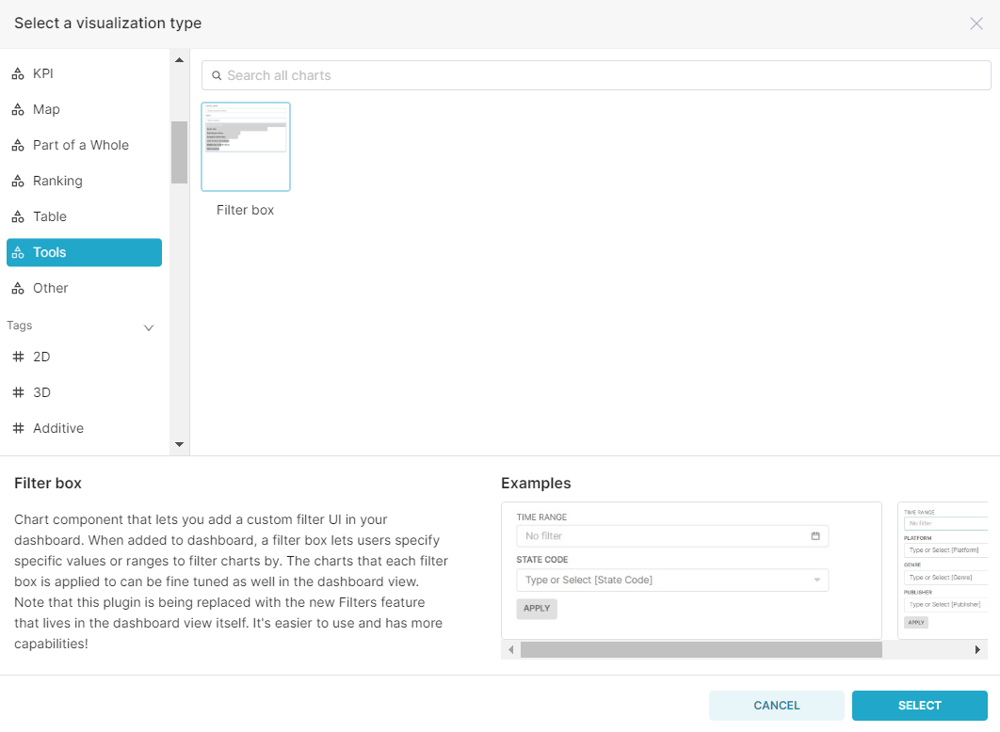 Select a visualization type
KPI
Map
Part of a Whole
Ranking
Table
Tools
Other
Tags
2D
3D
Additive
Search all charts
Filter box
Filter box
Chart component that lets you add a custom filter UI in your
dashboard. When added to dashboard, a filter box lets users specify
specific values or ranges to filter charts by. The charts that each filter
box is applied to can be fine tuned as well in the dashboard view.
Note that this plugin is being replaced with the new Filters feature
that lives in the dashboard view itself. It's easier to use and has more
capabilities!
Examples
TIME RANGE
No filter
STATE CODE
Type or Select [State Code]
APPLY
TIME RANGE
No filter
PLATFORM
Type or Select [Platform]
GENRE
Type or Select [Genre]
PUBLISHER
Type or Select [Publisher]
APPLY
CANCEL
SELECT